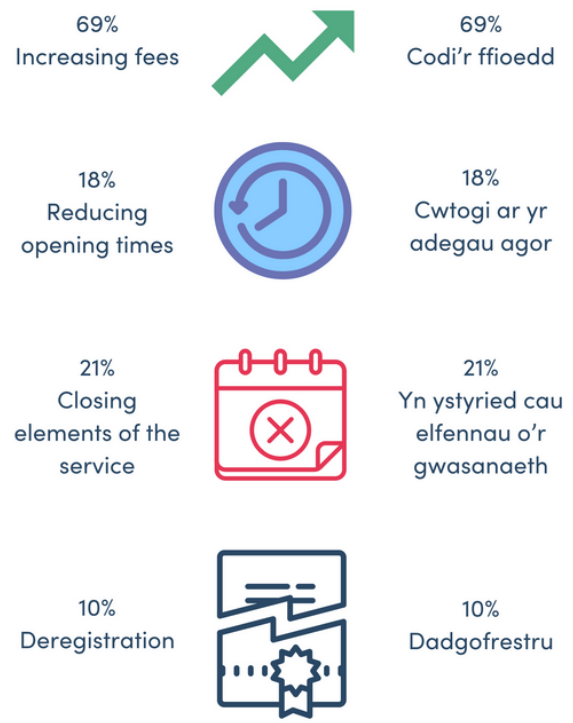 69%
Increasing fees
69%
Codi'r ffioedd
18%
Reducing
opening times
18%
Cwtogi ar yr
adegau agor
21%
Closing
elements of the
service
21%
Yn ystyried cau
elfennau o'r
gwasanaeth
10%
Deregistration
10%
Dadgofrestru